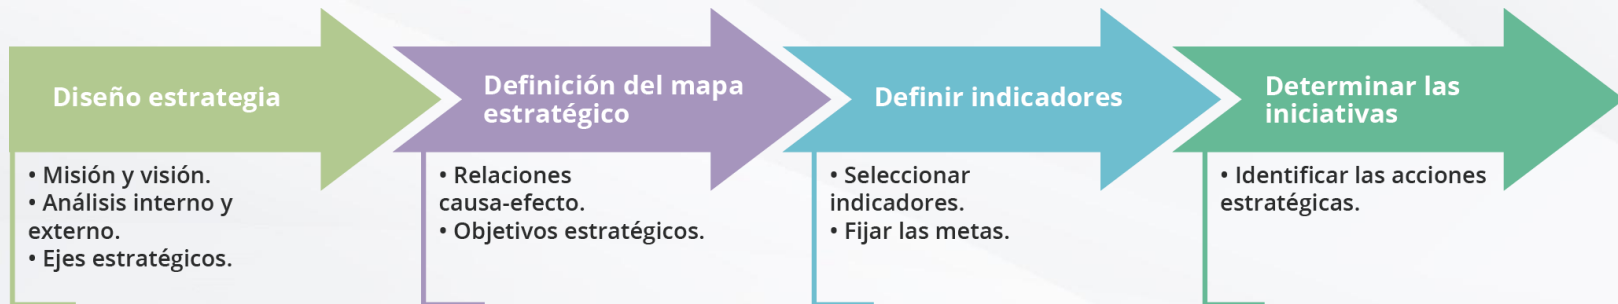 Diseño estrategia
• Misión y visión.
• Análisis interno y
externo.
• Ejes estratégicos.
Definición del mapa
estratégico
• Relaciones
causa-efecto.
• Objetivos estratégicos.
Definir indicadores
• Seleccionar
indicadores.
• Fijar las metas.
Determinar las
iniciativas
• Identificar las acciones
estratégicas.